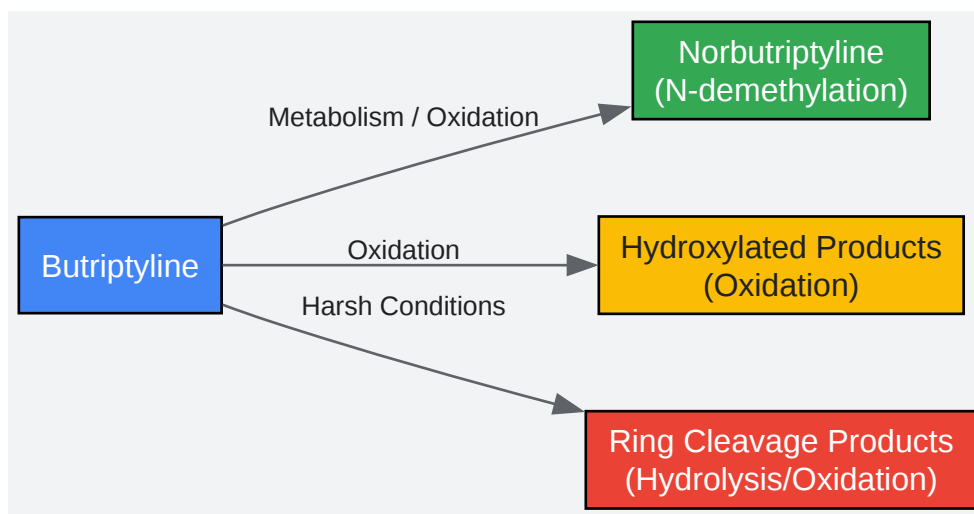 Norbutriptyline
(N-demethylation)
Metabolism / Oxidation
Butriptyline
Oxidation
Hydroxylated Products
(Oxidation)
Harsh Conditions
Ring Cleavage Products
(Hydrolysis/Oxidation)